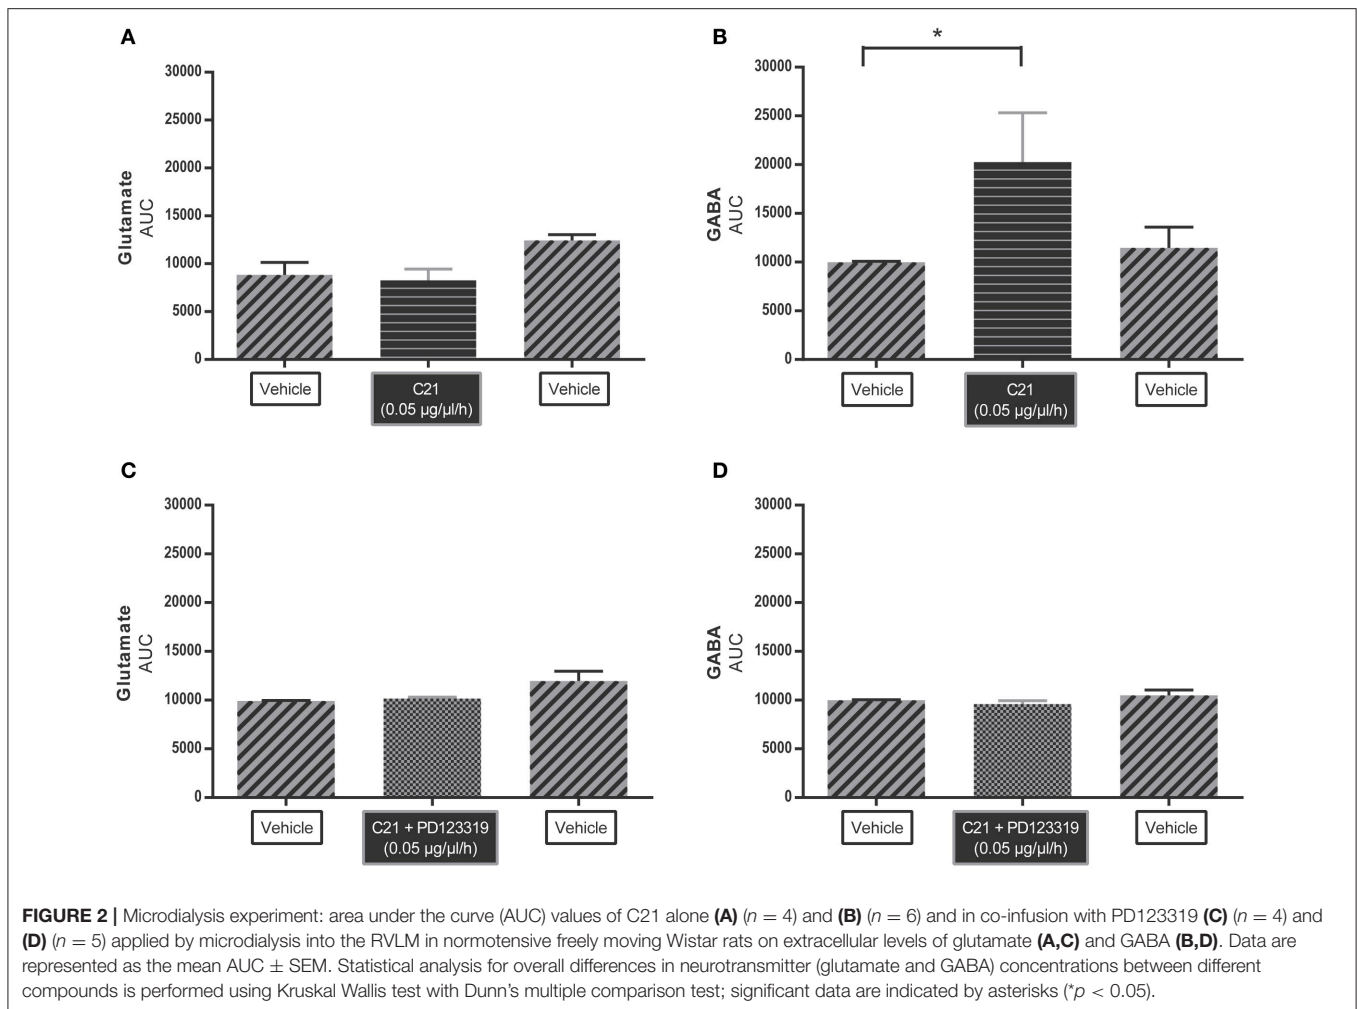 A
30000
25000
20000
15000
10000
5000
0
Glutamate
AUC
Vehicle
C21
(0.05 µg/µl/h)
Vehicle
B
*
30000
25000
20000
15000
10000
5000
0
GABA
AUC
Vehicle
C21
(0.05 µg/µl/h)
Vehicle
C
30000
25000
20000
15000
10000
5000
0
Glutamate
AUC
Vehicle
C21 + PD123319
(0.05 µg/µl/h)
Vehicle
D
30000
25000
20000
15000
10000
5000
0
GABA
AUC
Vehicle
C21 + PD123319
(0.05 µg/µl/h)
Vehicle
FIGURE 2 | Microdialysis experiment: area under the curve (AUC) values of C21 alone (A) (n = 4) and (B) (n = 6) and in co-infusion with PD123319 (C) (n = 4) and
(D) (n = 5) applied by microdialysis into the RVLM in normotensive freely moving Wistar rats on extracellular levels of glutamate (A,C) and GABA (B,D). Data are
represented as the mean AUC ± SEM. Statistical analysis for overall differences in neurotransmitter (glutamate and GABA) concentrations between different
compounds is performed using Kruskal Wallis test with Dunn's multiple comparison test; significant data are indicated by asterisks (*p < 0.05).